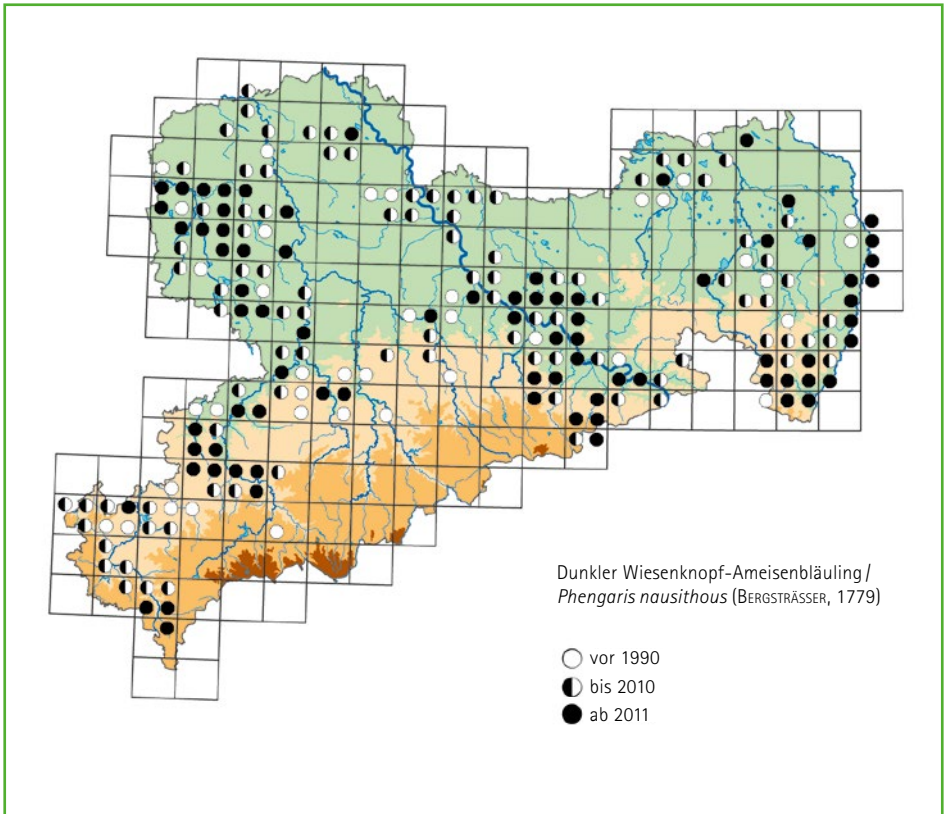 Dunkler Wiesenknopf-Ameisenbläuling /
Phengaris nausithous (BERGSTRÄSSER, 1779)
vor 1990
bis 2010
ab 2011